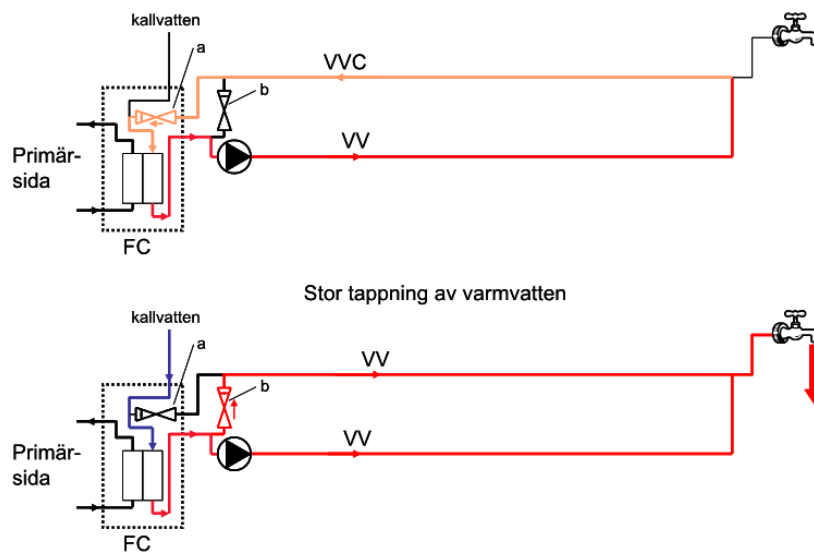 kallvatten
a
VVC
b
Primär-
sida
VV
FC
Stor tappning av varmvatten
kallvatten
a
VV
b
Primär-
sida
VV
FC